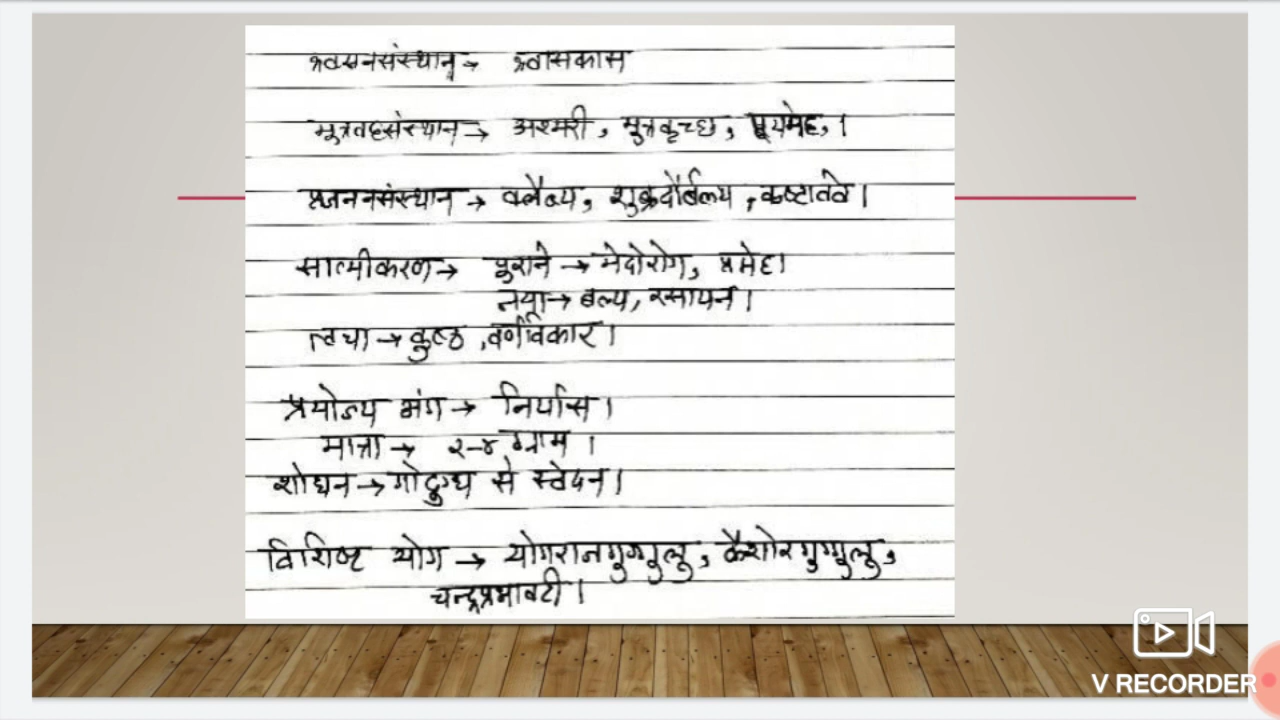 श्वसनसंस्थान् → श्वासकास
मूत्रवहसंस्थान → अश्मरी, मुत्रकृच्छ, पूयमेह, ।
प्रजननसंस्थान → क्लैब्य, शुक्रदौर्बल्य, कष्टार्तव ।
सात्मीकरण → पुराने → मेदोरोग, प्रमेह।
नया → बल्य, रसायन ।
त्वचा → कुष्ठ, वर्णविकार ।
प्रयोज्य अंग → निर्यास ।
मात्रा → २-४ ग्राम ।
शोधन → गोदुग्ध से स्वेदन ।
विशिष्ट योग → योगराजगुग्गुलु, कैशोरगुग्गुलु,
चन्द्रप्रभावटी ।
V RECORDER